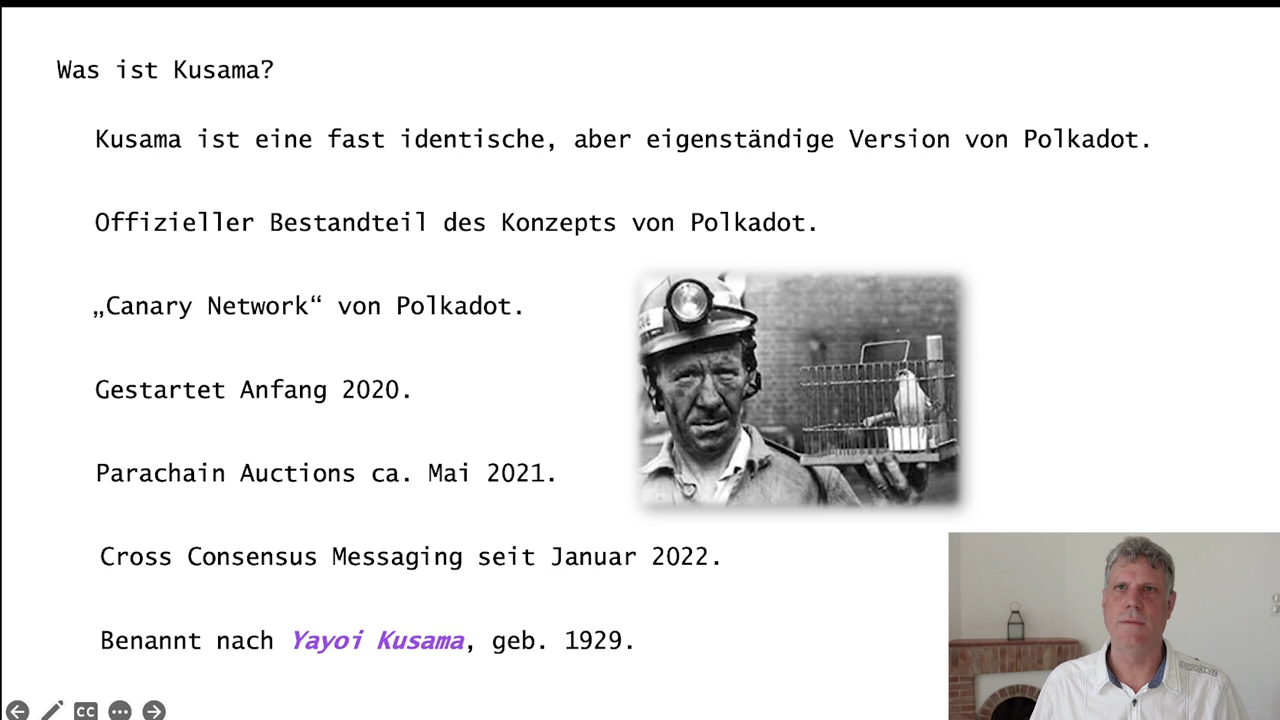 Was ist Kusama?
Kusama ist eine fast identische, aber eigenständige Version von Polkadot.
Offizieller Bestandteil des Konzepts von Polkadot.
„Canary Network“ von Polkadot.
Gestartet Anfang 2020.
Parachain Auctions ca. Mai 2021.
Cross Consensus Messaging seit Januar 2022.
Benannt nach Yayoi Kusama, geb. 1929.
CC